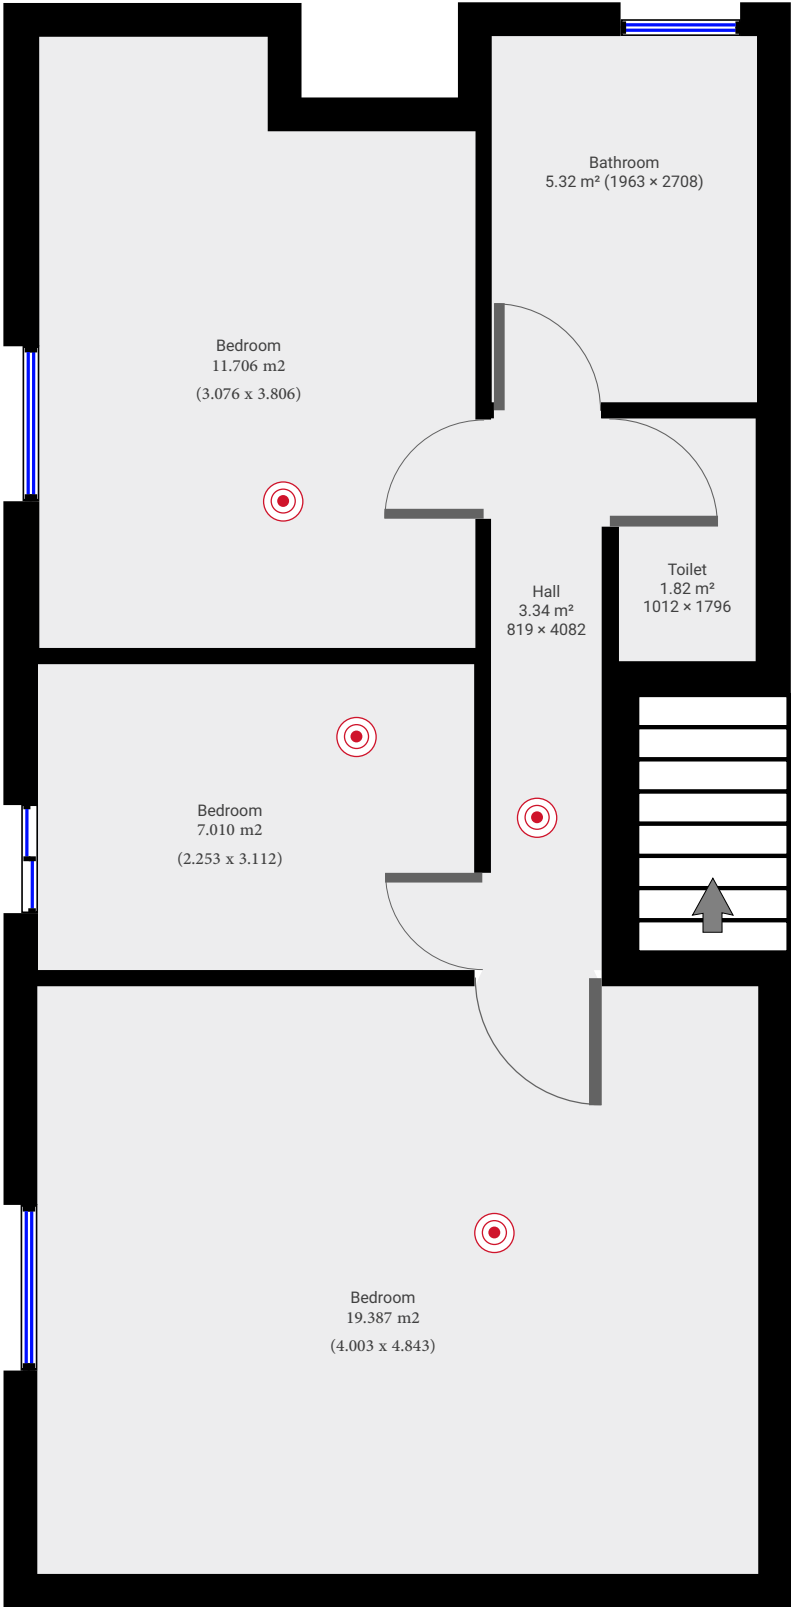 Bathroom
5.32 m² (1963 × 2708)
Bedroom
11.706 m2
(3.076 x 3.806)
Toilet
1.82 m²
1012 × 1796
Hall
3.34 m²
819 × 4082
Bedroom
7.010 m2
(2.253 x 3.112)
Bedroom
19.387 m2
(4.003 x 4.843)